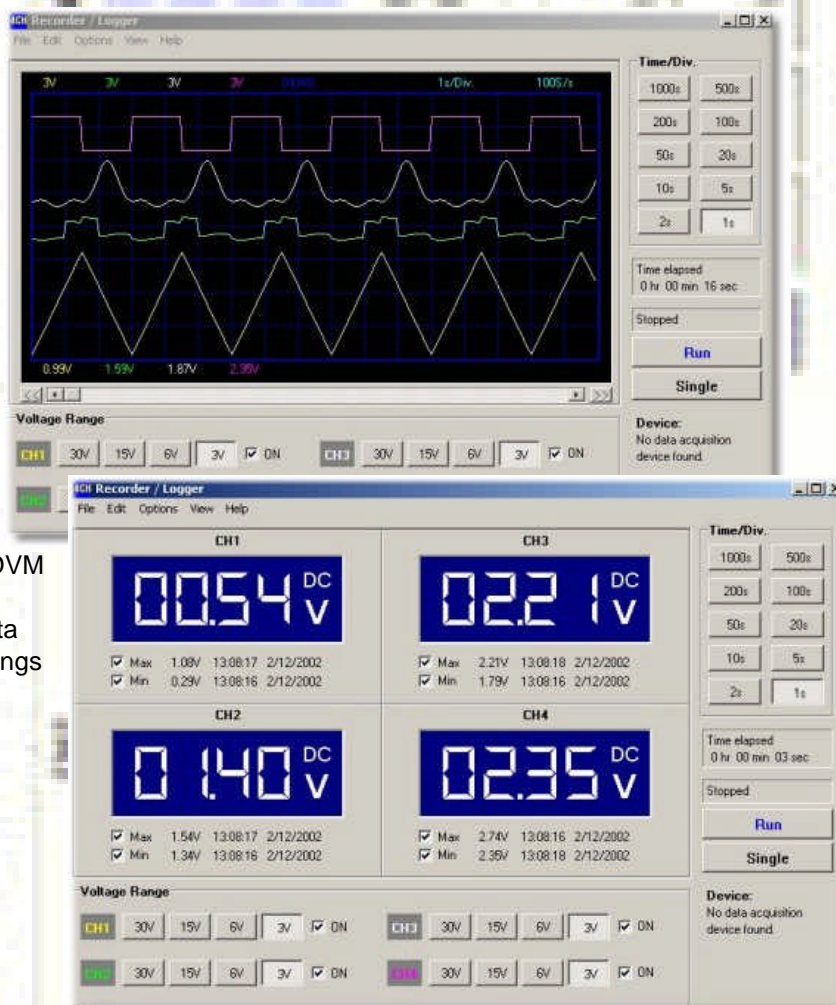 4CH Recorder / Logger
File Edit Options View Help
3V 3V 3V 3V 1s/Div. 100S/s
0.99V 1.59V 1.87V 2.35V
Time/Div.
1000s 500s
200s 100s
50s 20s
10s 5s
2s 1s
Time elapsed
0 hr 00 min 16 sec
Stopped
Run
Single
Device:
No data acquisition
device found.
Voltage Range
CH1 30V 15V 6V 3V ON CH3 30V 15V 6V 3V ON
CH2
DVM
ta
ngs
4CH Recorder / Logger
File Edit Options View Help
CH1
00.54 DC V
Max 1.08V 13:08:17 2/12/2002
Min 0.29V 13:08:16 2/12/2002
CH3
02.21 DC V
Max 2.21V 13:08:18 2/12/2002
Min 1.79V 13:08:16 2/12/2002
CH2
01.40 DC V
Max 1.54V 13:08:17 2/12/2002
Min 1.34V 13:08:16 2/12/2002
CH4
02.35 DC V
Max 2.74V 13:08:16 2/12/2002
Min 2.35V 13:08:18 2/12/2002
Time/Div.
1000s 500s
200s 100s
50s 20s
10s 5s
2s 1s
Time elapsed
0 hr 00 min 03 sec
Stopped
Run
Single
Voltage Range
CH1 30V 15V 6V 3V ON CH3 30V 15V 6V 3V ON
CH2 30V 15V 6V 3V ON CH4 30V 15V 6V 3V ON
Device:
No data acquisition
device found.